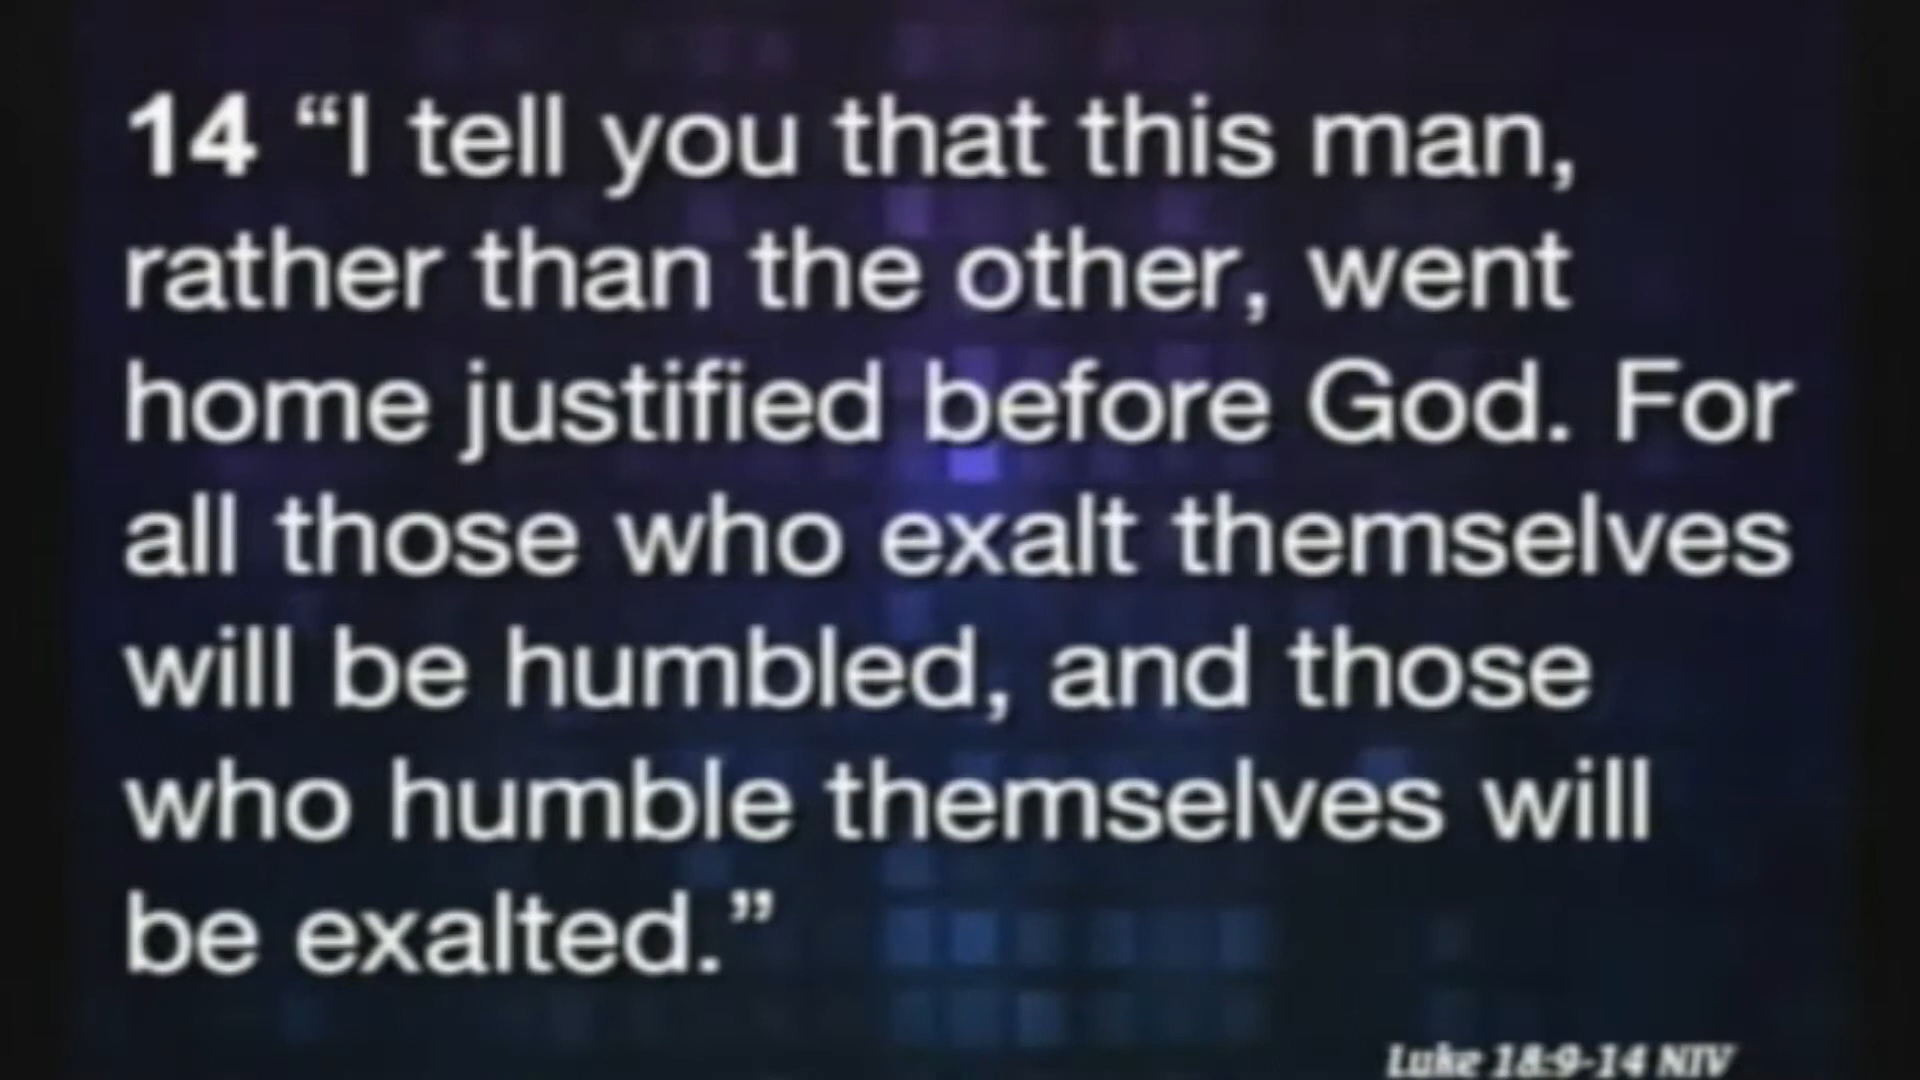 14 “I tell you that this man,
rather than the other, went
home justified before God. For
all those who exalt themselves
will be humbled, and those
who humble themselves will
be exalted.”
Luke 18:9-14 NIV